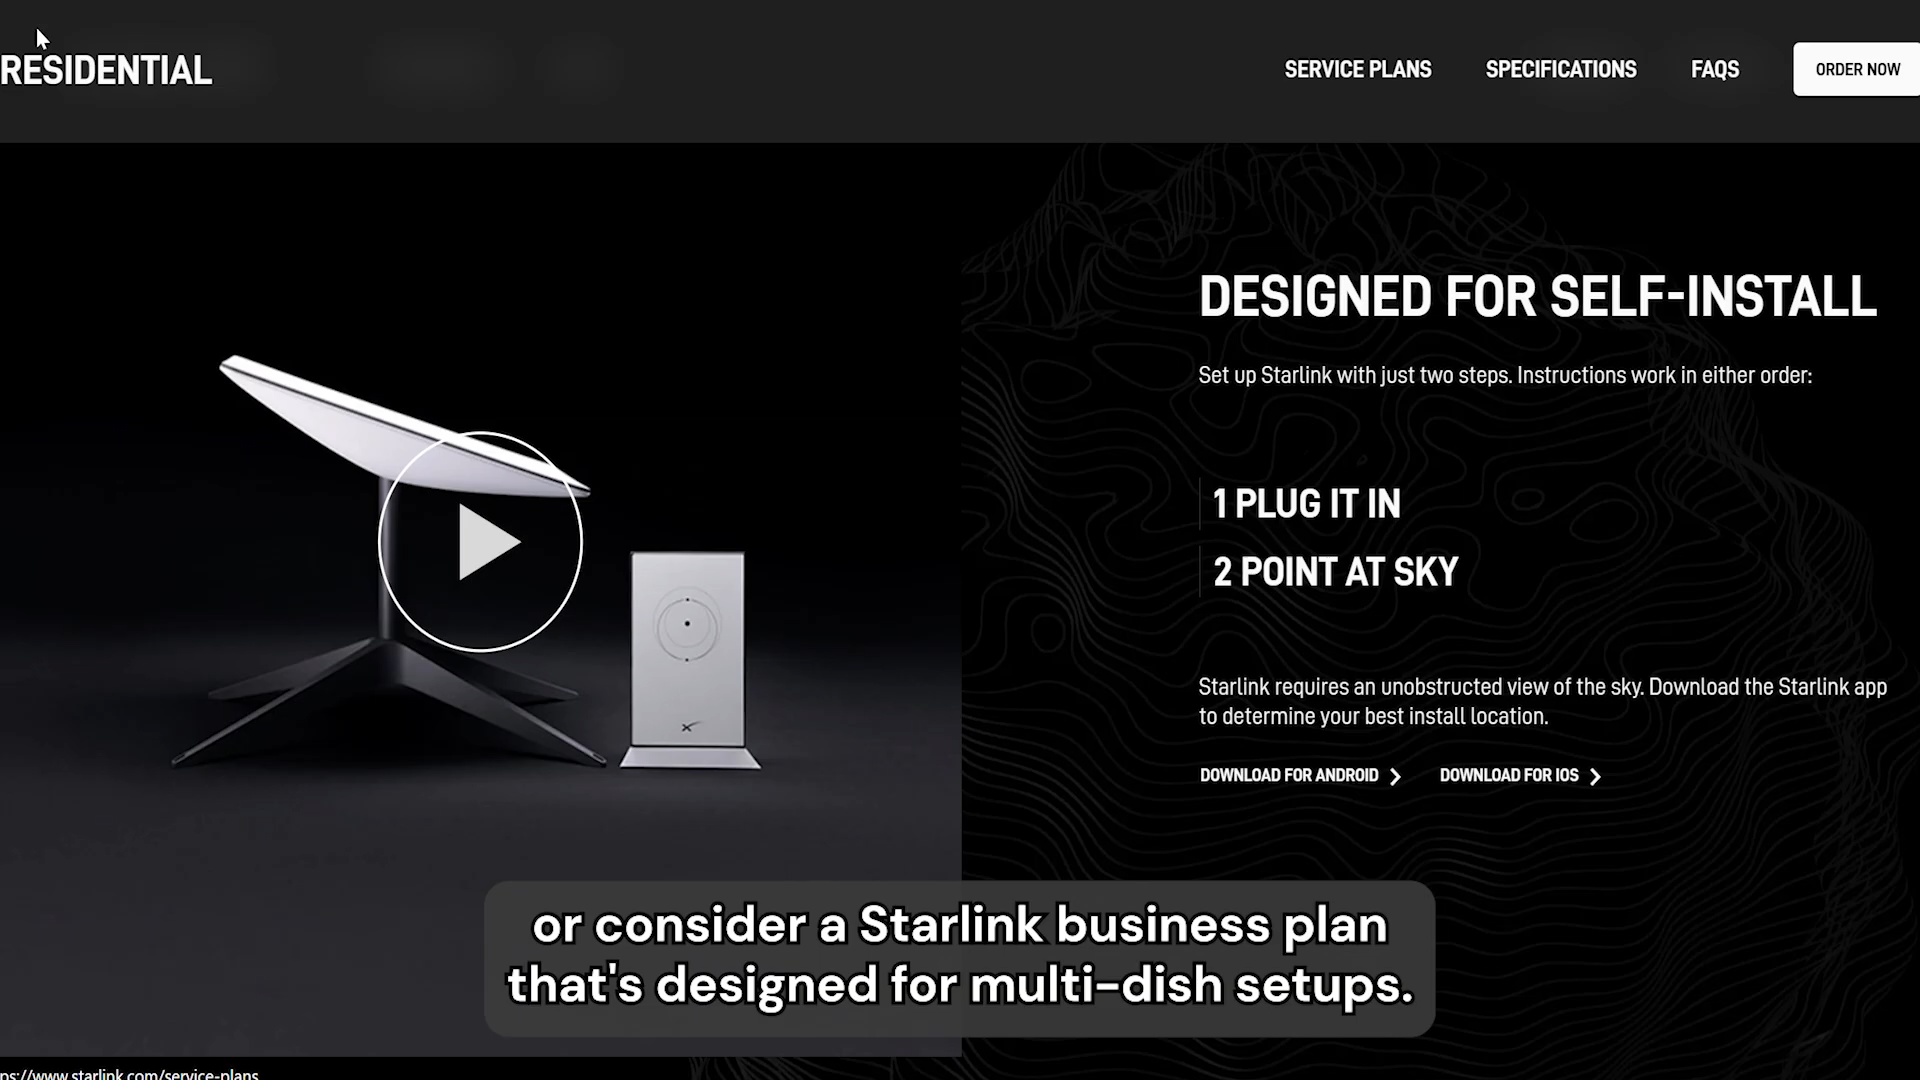 RESIDENTIAL
SERVICE PLANS
SPECIFICATIONS
FAQS
ORDER NOW
DESIGNED FOR SELF-INSTALL
Set up Starlink with just two steps. Instructions work in either order:
1 PLUG IT IN
2 POINT AT SKY
Starlink requires an unobstructed view of the sky. Download the Starlink app
to determine your best install location.
DOWNLOAD FOR ANDROID
DOWNLOAD FOR IOS
or consider a Starlink business plan
that's designed for multi-dish setups.
ps://www.starlink.com/service-plans